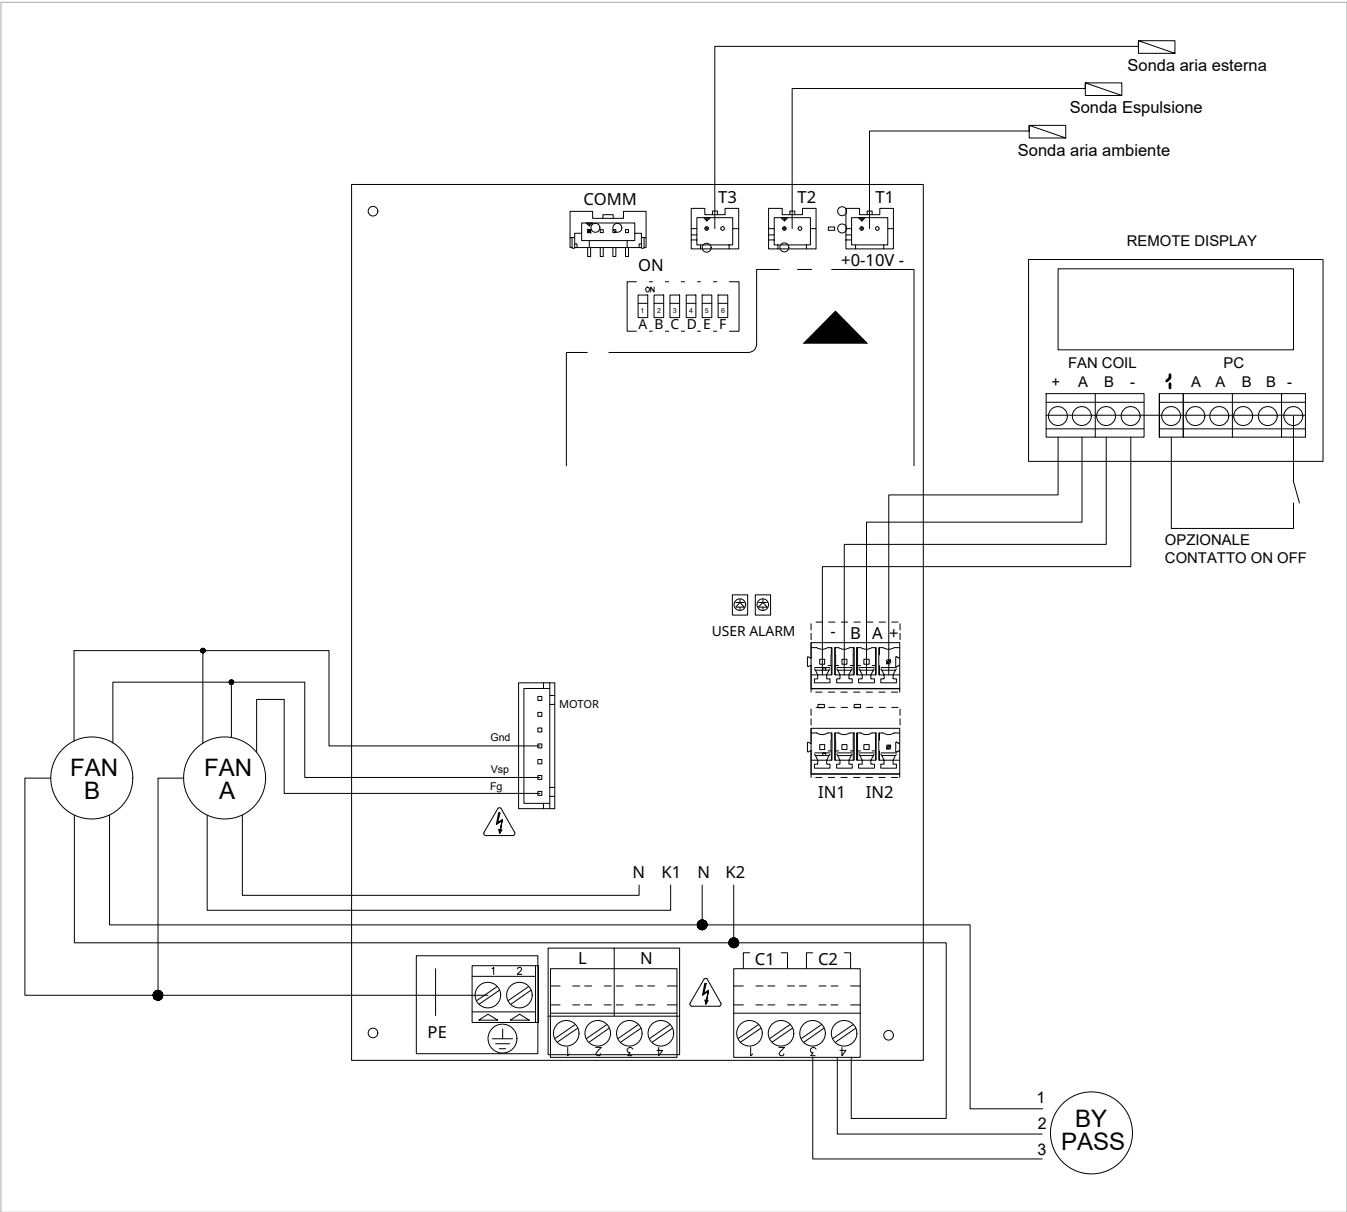 Sonda aria esterna
Sonda Espulsione
Sonda aria ambiente
COMM
T3
T2
T1
+0-10V -
ON
ON
1 2 3 4 5 6
A B C D E F
REMOTE DISPLAY
FAN COIL
PC
+ A B -
A A B B -
OPZIONALE
CONTATTO ON OFF
USER ALARM
- B A +
MOTOR
Gnd
Vsp
Fg
FAN
B
FAN
A
IN1 IN2
N K1 N K2
L N
C1 C2
1 2
PE
1 2 3 4
1 2 3 4
1
2
3
BY
PASS